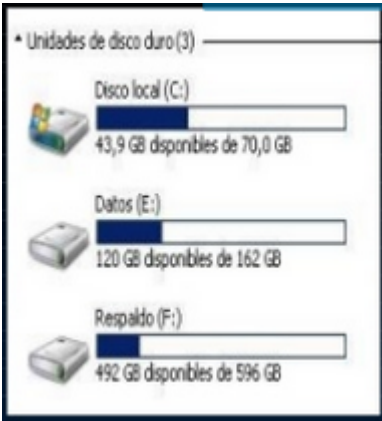 Unidades de disco duro (3)
Disco local (C:)
43,9 GB disponibles de 70,0 GB
Datos (E:)
120 GB disponibles de 162 GB
Respaldo (F:)
492 GB disponibles de 596 GB